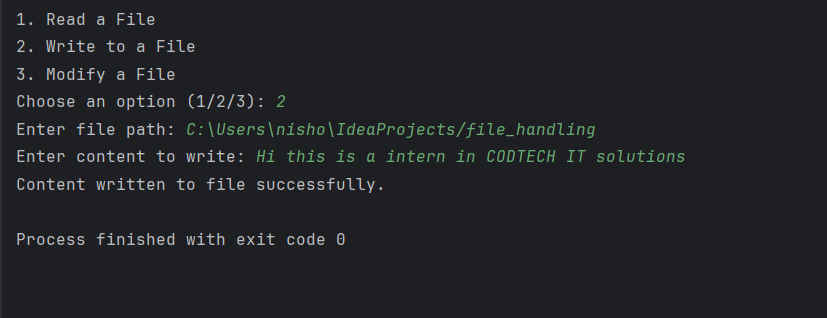 1. Read a File
2. Write to a File
3. Modify a File
Choose an option (1/2/3): 2
Enter file path: C:\Users\nisho\IdeaProjects/file_handling
Enter content to write: Hi this is a intern in CODTECH IT solutions
Content written to file successfully.
Process finished with exit code 0